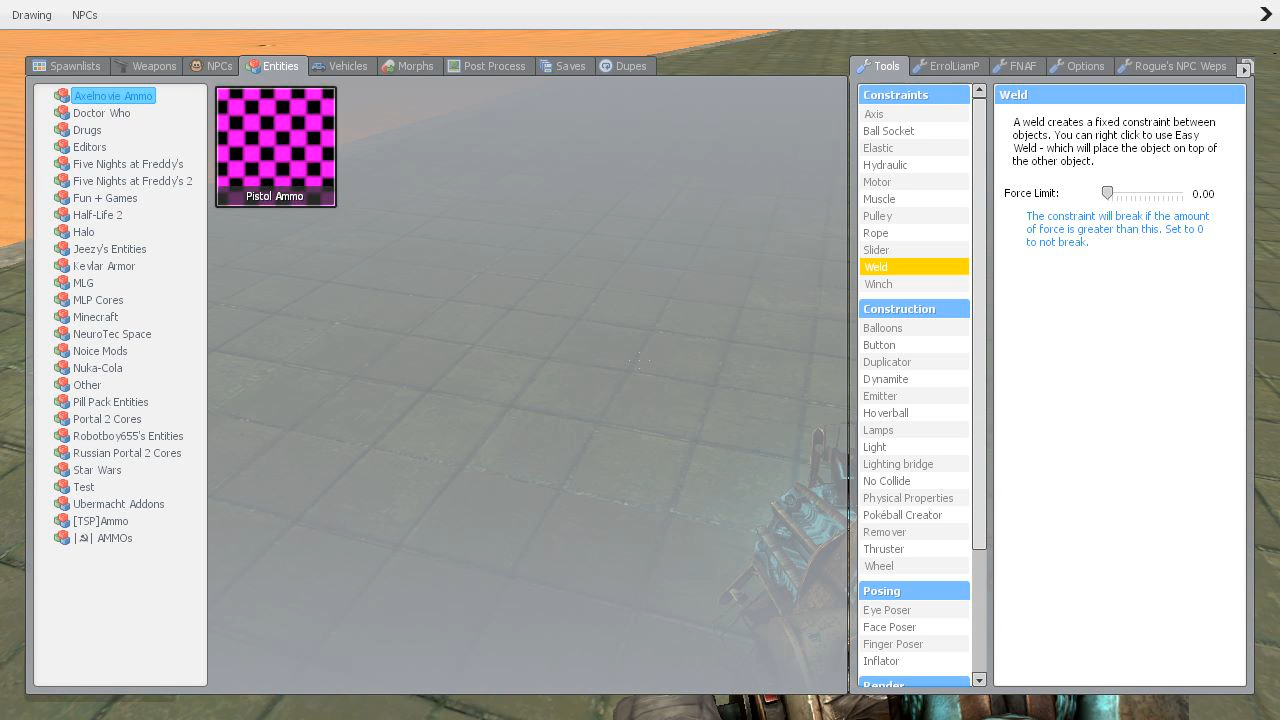 Drawing NPCs
Spawnlists Weapons NPCs Entities Vehicles Morphs Post Process Saves Dupes
Tools ErrolLiamP FNAF Options Rogue's NPC Weps
Axelnovie Ammo
Doctor Who
Drugs
Editors
Five Nights at Freddy's
Five Nights at Freddy's 2
Fun + Games
Half-Life 2
Halo
Jeezy's Entities
Kevlar Armor
MLG
MLP Cores
Minecraft
NeuroTec Space
Noice Mods
Nuka-Cola
Other
Pill Pack Entities
Portal 2 Cores
Robotboy655's Entities
Russian Portal 2 Cores
Star Wars
Test
Ubermacht Addons
[TSP]Ammo
|☭| AMMOs
Pistol Ammo
Constraints
Axis
Ball Socket
Elastic
Hydraulic
Motor
Muscle
Pulley
Rope
Slider
Weld
Winch
Construction
Balloons
Button
Duplicator
Dynamite
Emitter
Hoverball
Lamps
Light
Lighting bridge
No Collide
Physical Properties
Pokéball Creator
Remover
Thruster
Wheel
Posing
Eye Poser
Face Poser
Finger Poser
Inflator
Render
Weld
A weld creates a fixed constraint between
objects. You can right click to use Easy
Weld - which will place the object on top of
the other object.
Force Limit: 0.00
The constraint will break if the amount
of force is greater than this. Set to 0
to not break.